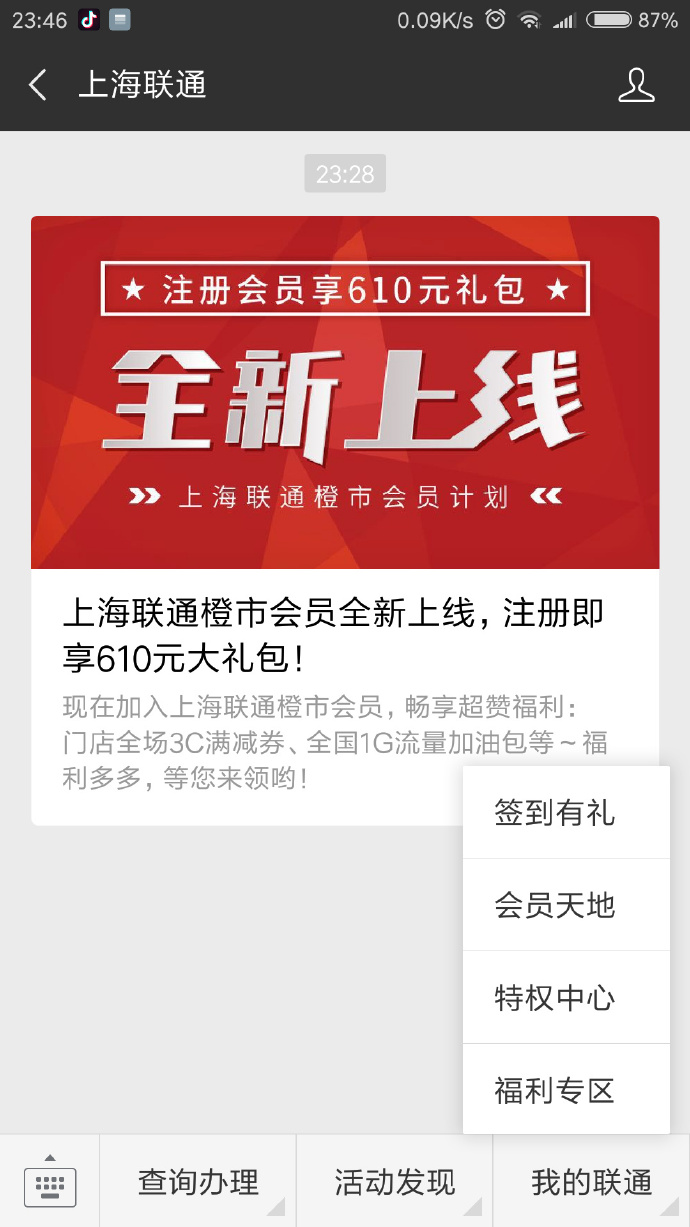 23:46
0.09K/s
87%
上海联通
23:28
★ 注册会员享610元礼包 ★
全新上线
上海联通橙市会员计划
上海联通橙市会员全新上线，注册即
享610元大礼包！
现在加入上海联通橙市会员，畅享超赞福利：
门店全场3C满减券、全国1G流量加油包等～福
利多多，等您来领哟！
签到有礼
会员天地
特权中心
福利专区
查询办理
活动发现
我的联通